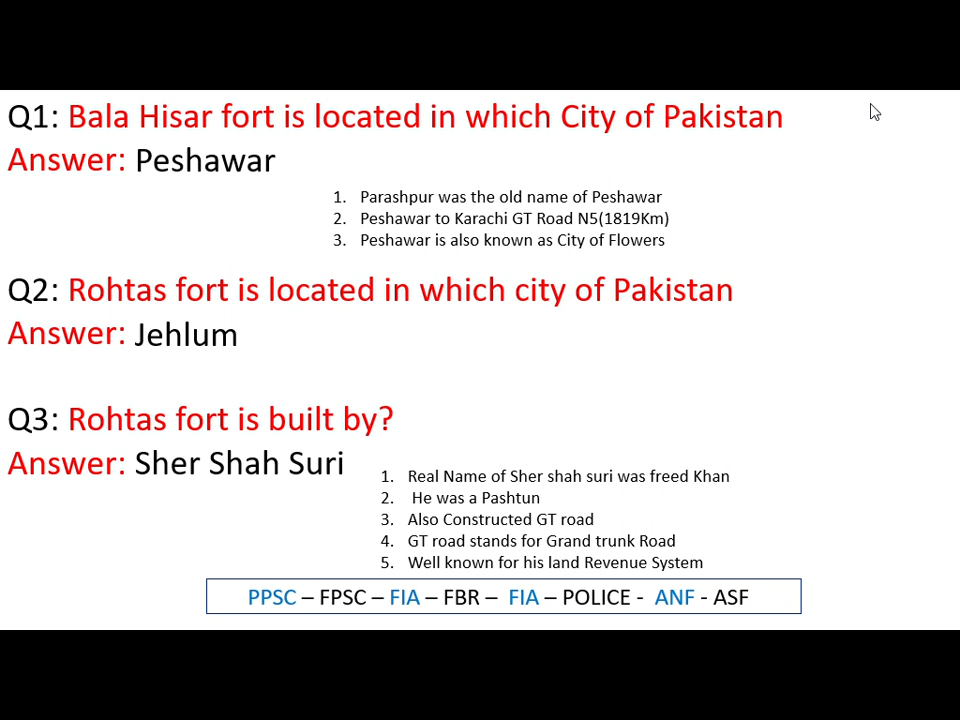 Q1: Bala Hisar fort is located in which City of Pakistan
Answer: Peshawar
1. Parashpur was the old name of Peshawar
2. Peshawar to Karachi GT Road N5(1819Km)
3. Peshawar is also known as City of Flowers
Q2: Rohtas fort is located in which city of Pakistan
Answer: Jehlum
Q3: Rohtas fort is built by?
Answer: Sher Shah Suri
1. Real Name of Sher shah suri was freed Khan
2. He was a Pashtun
3. Also Constructed GT road
4. GT road stands for Grand trunk Road
5. Well known for his land Revenue System
PPSC – FPSC – FIA – FBR – FIA – POLICE - ANF - ASF